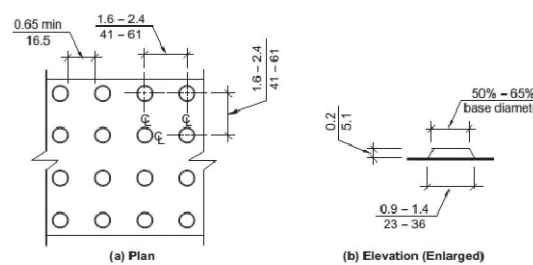 0.65 min
16.5
1.6 – 2.4
41 – 61
1.6 – 2.4
41 – 61
℄
℄
℄
(a) Plan
50% – 65%
base diamete
0.2
5.1
0.9 – 1.4
23 – 36
(b) Elevation (Enlarged)